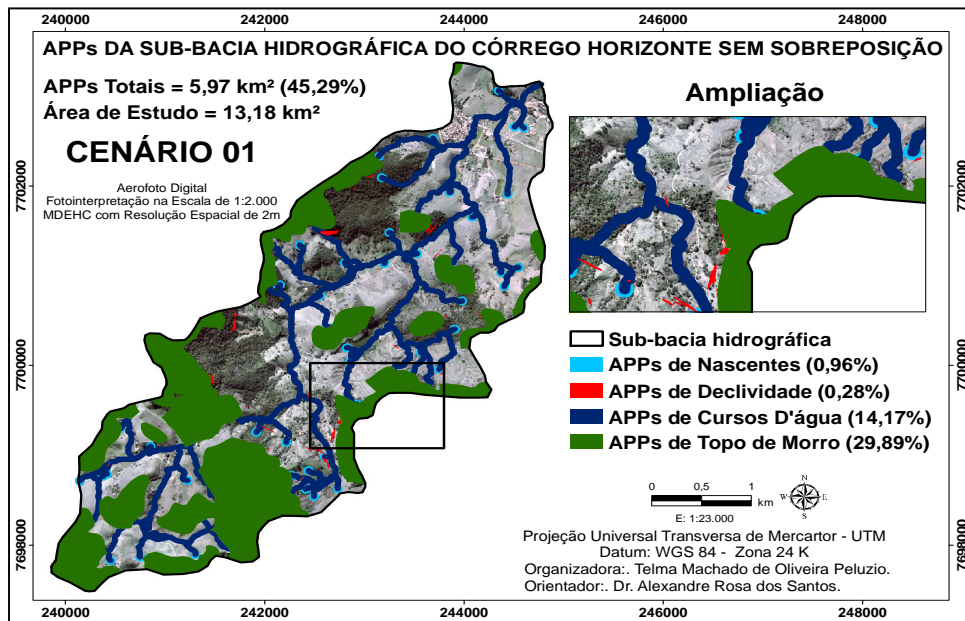 240000 242000 244000 246000 248000
APPs DA SUB-BACIA HIDROGRÁFICA DO CÓRREGO HORIZONTE SEM SOBREPOSIÇÃO
APPs Totais = 5,97 km² (45,29%)
Área de Estudo = 13,18 km²
CENÁRIO 01
Aerofoto Digital
Fotointerpretação na Escala de 1:2.000
MDEHC com Resolução Espacial de 2m
Ampliação
7702000 7702000
7700000 7700000
7698000 7698000
Sub-bacia hidrográfica
APPs de Nascentes (0,96%)
APPs de Declividade (0,28%)
APPs de Cursos D'água (14,17%)
APPs de Topo de Morro (29,89%)
0 0,5 1
km
E: 1:23.000
N
W E
S
Projeção Universal Transversa de Mercartor - UTM
Datum: WGS 84 - Zona 24 K
Organizadora:. Telma Machado de Oliveira Peluzio.
Orientador:. Dr. Alexandre Rosa dos Santos.
240000 242000 244000 246000 248000